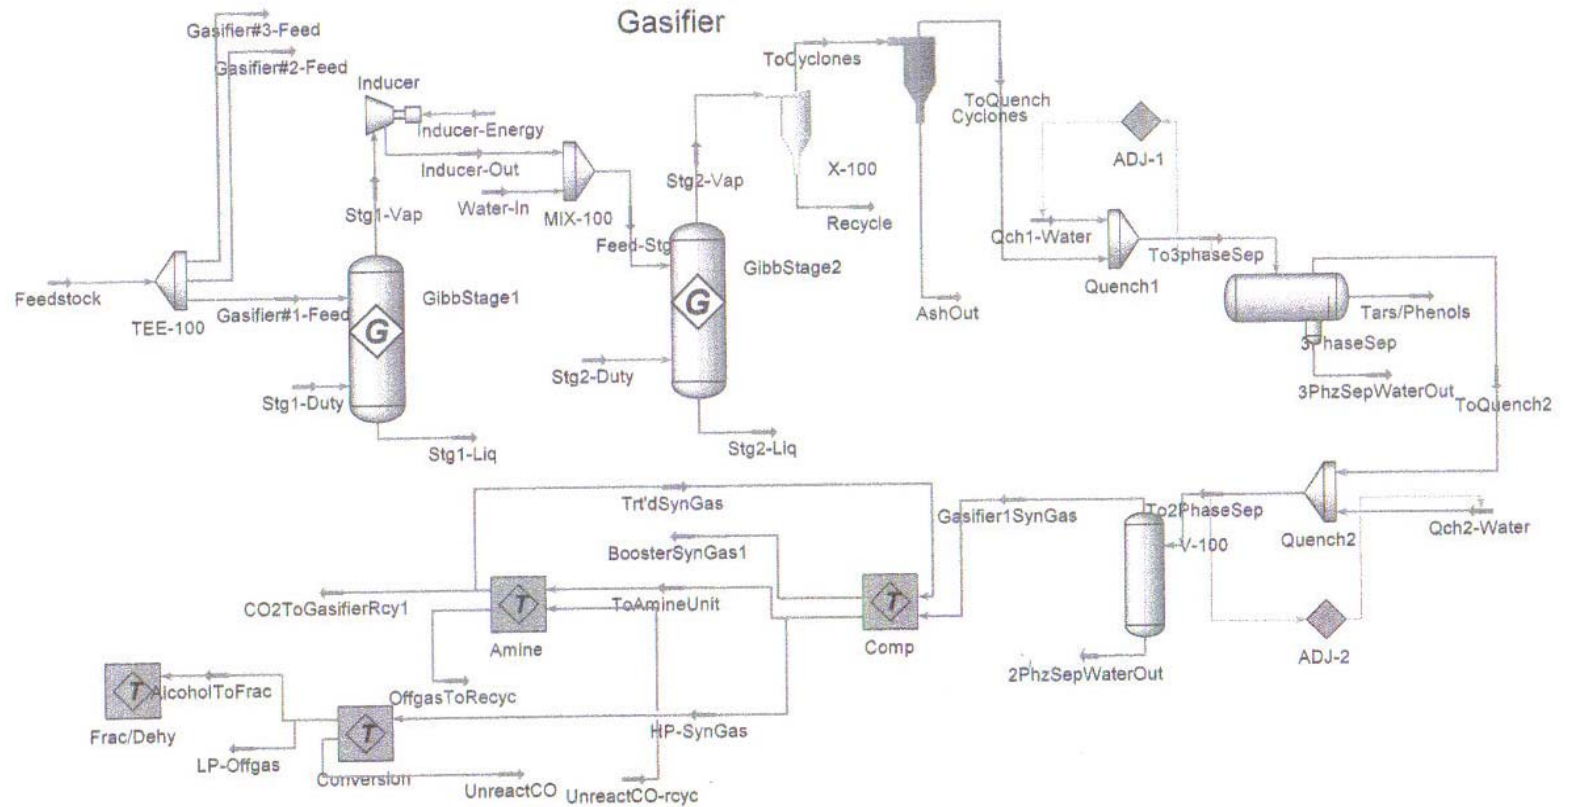 Gasifier
Gasifier#3-Feed
Gasifier#2-Feed
Inducer
Inducer-Energy
Inducer-Out
Water-In
MIX-100
Stg1-Vap
Feedstock
TEE-100
Gasifier#1-Feed
GibbStage1
G
Stg1-Duty
Stg1-Liq
Feed-Stg
Stg2-Vap
GibbStage2
G
Stg2-Duty
Stg2-Liq
ToCyclones
X-100
Recycle
ToQuench
Cyclones
AshOut
ADJ-1
Qch1-Water
Quench1
To3phaseSep
Tars/Phenols
3PhaseSep
3PhzSepWaterOut
ToQuench2
Trt'dSynGas
BoosterSynGas1
Gasifier1SynGas
To2PhaseSep
V-100
Quench2
Qch2-Water
CO2ToGasifierRcy1
T
Amine
ToAmineUnit
T
Comp
2PhzSepWaterOut
ADJ-2
T
AlcoholToFrac
Frac/Dehy
OffgasToRecyc
LP-Offgas
T
Conversion
HP-SynGas
UnreactCO
UnreactCO-rcyc